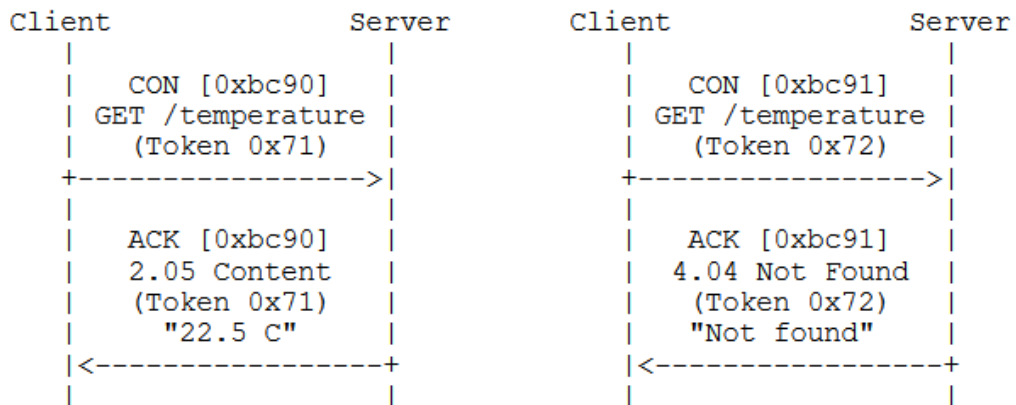 Client                Server        Client                Server
   |                    |              |                    |
   |   CON [0xbc90]     |              |   CON [0xbc91]     |
   | GET /temperature   |              | GET /temperature   |
   |   (Token 0x71)     |              |   (Token 0x72)     |
   +------------------>|              +------------------>|
   |                    |              |                    |
   |   ACK [0xbc90]     |              |   ACK [0xbc91]     |
   |   2.05 Content     |              |  4.04 Not Found    |
   |   (Token 0x71)     |              |   (Token 0x72)     |
   |     "22.5 C"       |              |   "Not found"      |
   |<------------------+              |<------------------+
   |                    |              |                    |